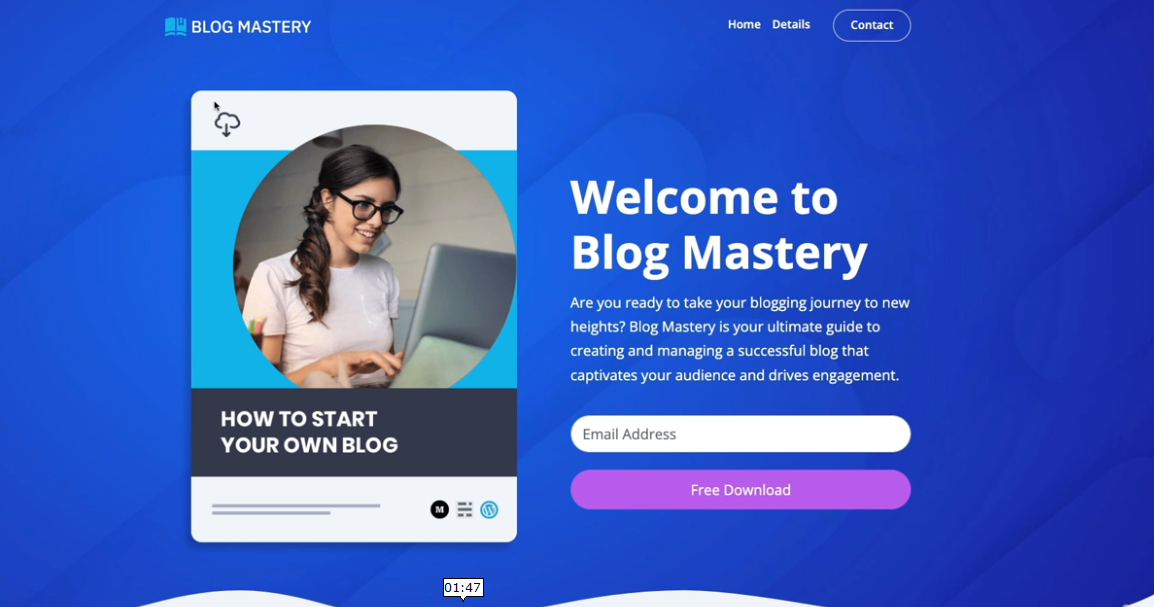 BLOG MASTERY
Home Details Contact
HOW TO START
YOUR OWN BLOG
M
Welcome to
Blog Mastery
Are you ready to take your blogging journey to new
heights? Blog Mastery is your ultimate guide to
creating and managing a successful blog that
captivates your audience and drives engagement.
Email Address
Free Download
01:47